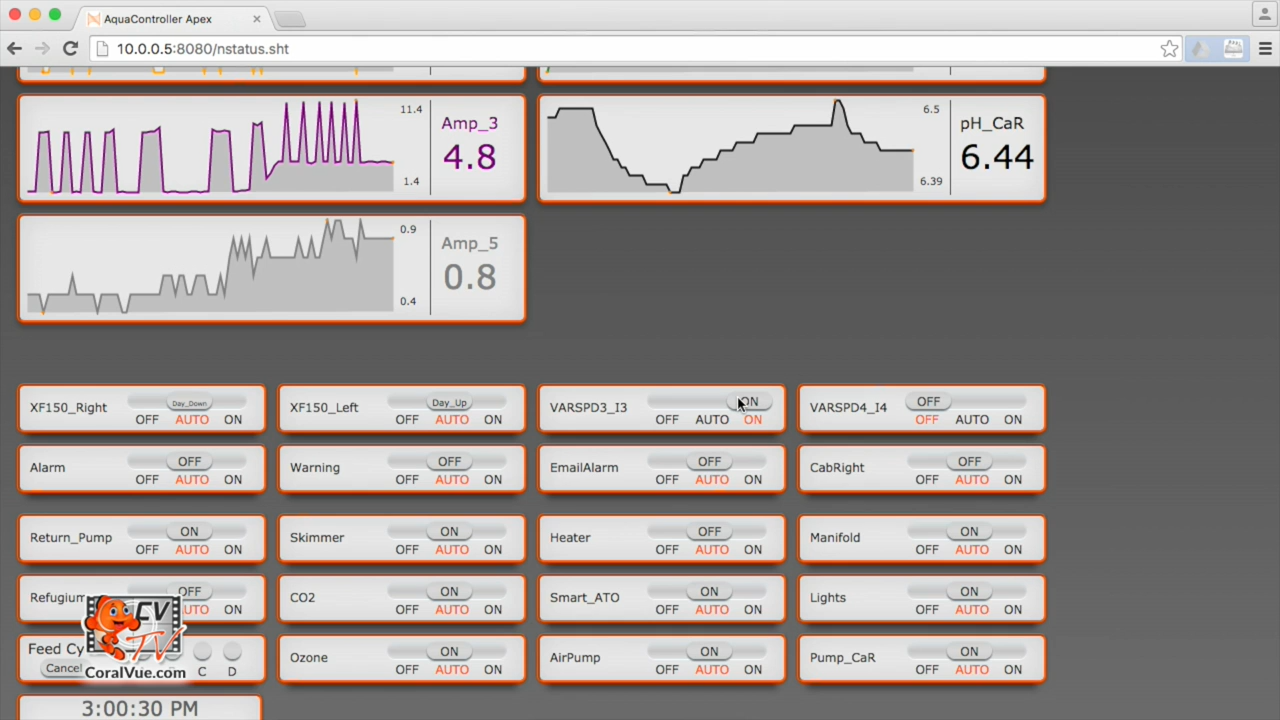 AquaController Apex
10.0.0.5:8080/nstatus.sht
11.4
Amp_3
4.8
1.4
6.5
pH_CaR
6.44
6.39
0.9
Amp_5
0.8
0.4
XF150_Right
Day_Down
OFF AUTO ON
XF150_Left
Day_Up
OFF AUTO ON
VARSPD3_I3
ON
OFF AUTO ON
VARSPD4_I4
OFF
OFF AUTO ON
Alarm
OFF
OFF AUTO ON
Warning
OFF
OFF AUTO ON
EmailAlarm
OFF
OFF AUTO ON
CabRight
OFF
OFF AUTO ON
Return_Pump
ON
OFF AUTO ON
Skimmer
ON
OFF AUTO ON
Heater
OFF
OFF AUTO ON
Manifold
ON
OFF AUTO ON
Refugium
OFF
UTO ON
CO2
ON
OFF AUTO ON
Smart_ATO
ON
OFF AUTO ON
Lights
ON
OFF AUTO ON
Feed Cy
Cancel
C D
CV
TV
CoralVue.com
Ozone
ON
OFF AUTO ON
AirPump
ON
OFF AUTO ON
Pump_CaR
ON
OFF AUTO ON
3:00:30 PM